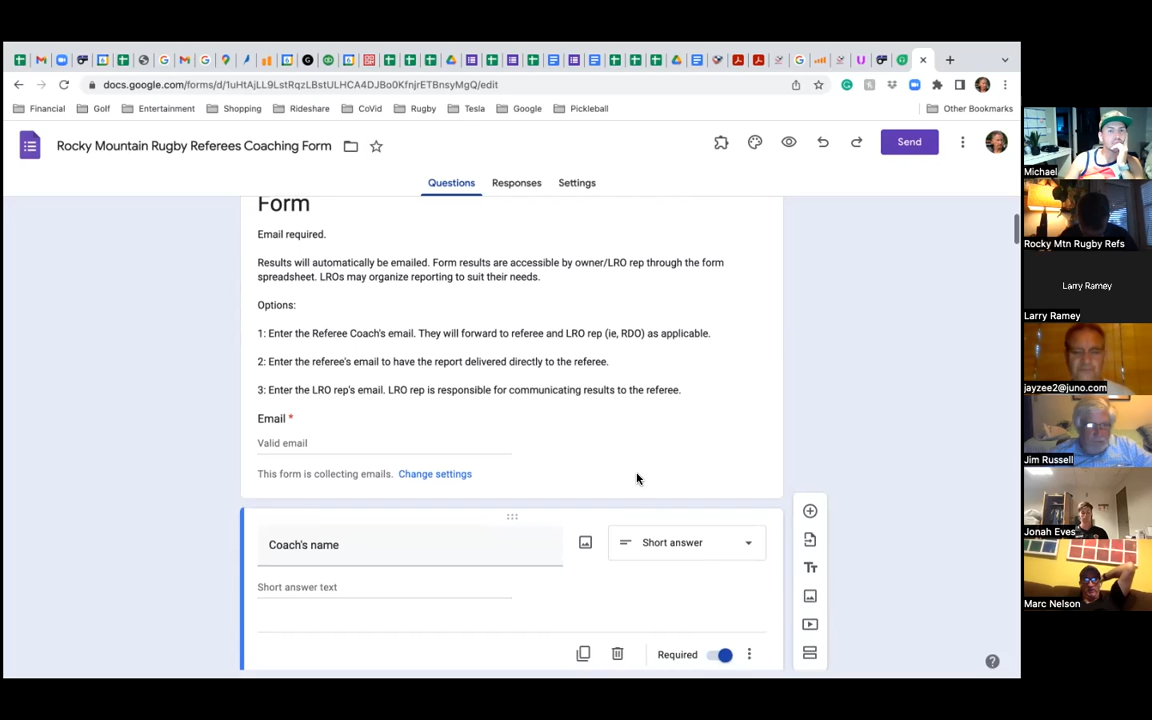 docs.google.com/forms/d/1uHtAjLL9LstRqzLBstULHCA4DJBo0KfnjrETBnsyMgQ/edit
Financial Golf Entertainment Shopping Rideshare CoVid Rugby Tesla Google Pickleball Other Bookmarks
Rocky Mountain Rugby Referees Coaching Form
Send
Questions Responses Settings
Form
Email required.
Results will automatically be emailed. Form results are accessible by owner/LRO rep through the form
spreadsheet. LROs may organize reporting to suit their needs.
Options:
1: Enter the Referee Coach's email. They will forward to referee and LRO rep (ie, RDO) as applicable.
2: Enter the referee's email to have the report delivered directly to the referee.
3: Enter the LRO rep's email. LRO rep is responsible for communicating results to the referee.
Email *
Valid email
This form is collecting emails. Change settings
Coach's name
Short answer
Short answer text
Required
Michael
Rocky Mtn Rugby Refs
Larry Ramey
Larry Ramey
jayzee2@juno.com
Jim Russell
Jonah Eves
Marc Nelson